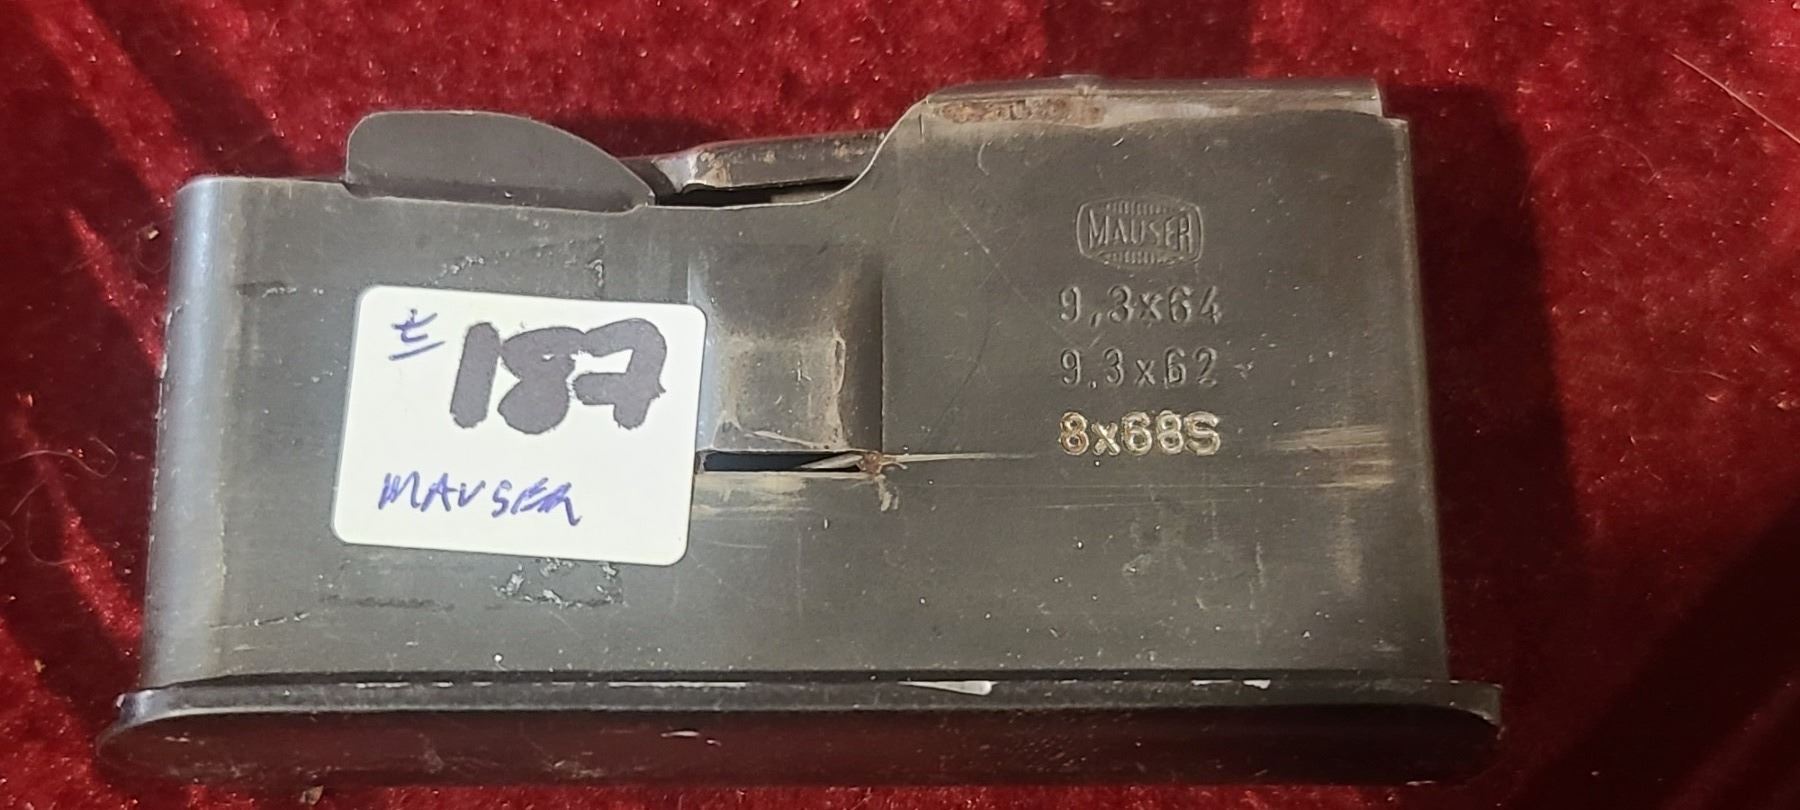 187
MAUSER
MAUSER
9,3x64
9.3x62
8x68S